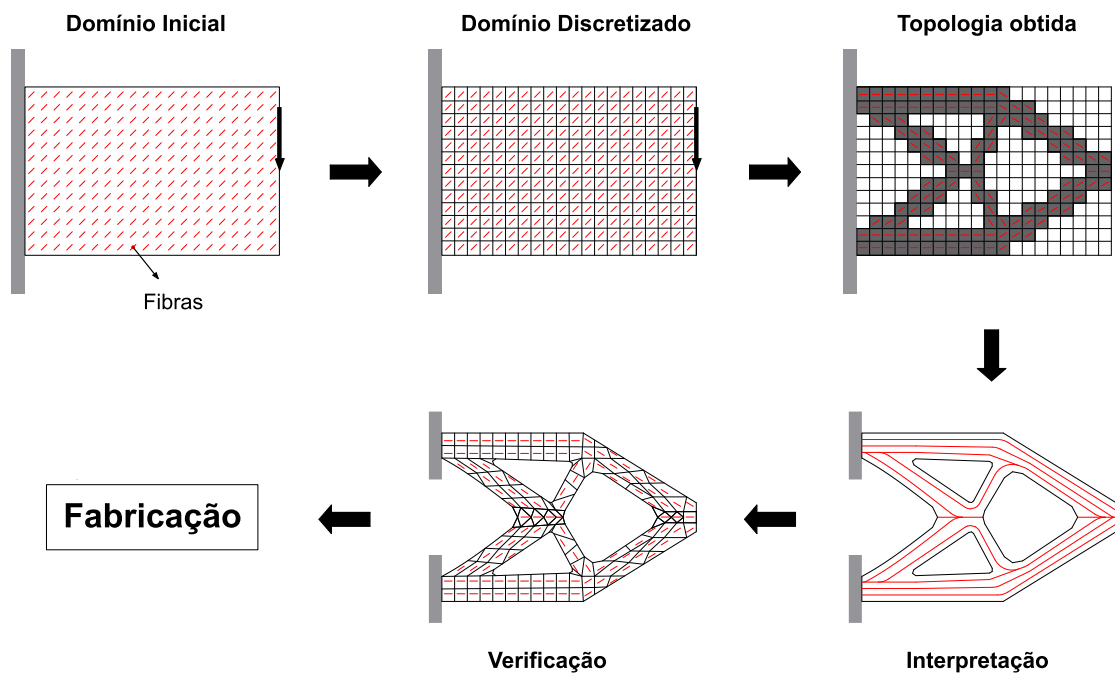 Domínio Inicial
Domínio Discretizado
Topologia obtida
Fibras
Fabricação
Verificação
Interpretação